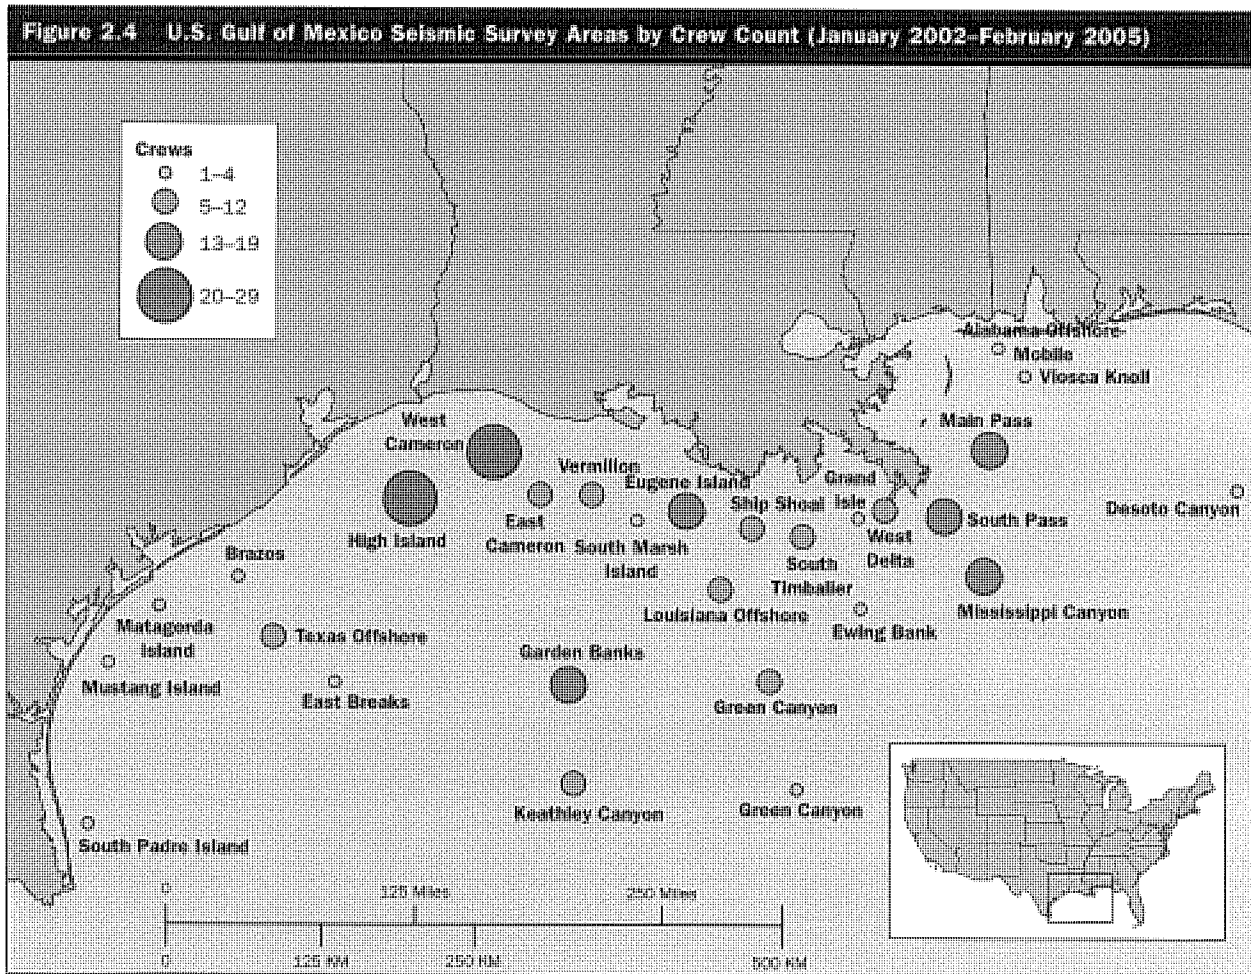 Figure 2.4 U.S. Gulf of Mexico Seismic Survey Areas by Crew Count (January 2002–February 2005)
Crews
1–4
5–12
13–19
20–29
Alabama Offshore
Mobile
Viosca Knoll
Main Pass
Desoto Canyon
West
Cameron
Vermilion
Eugene Island
Grand
Isle
Ship Shoal
South Pass
High Island
East
Cameron
South Marsh
Island
South
Timbalier
West
Delta
Brazos
Louisiana Offshore
Ewing Bank
Mississippi Canyon
Matagorda
Island
Texas Offshore
Garden Banks
Mustang Island
East Breaks
Green Canyon
Keathley Canyon
Green Canyon
South Padre Island
0
125 Miles
250 Miles
0
125 KM
250 KM
500 KM